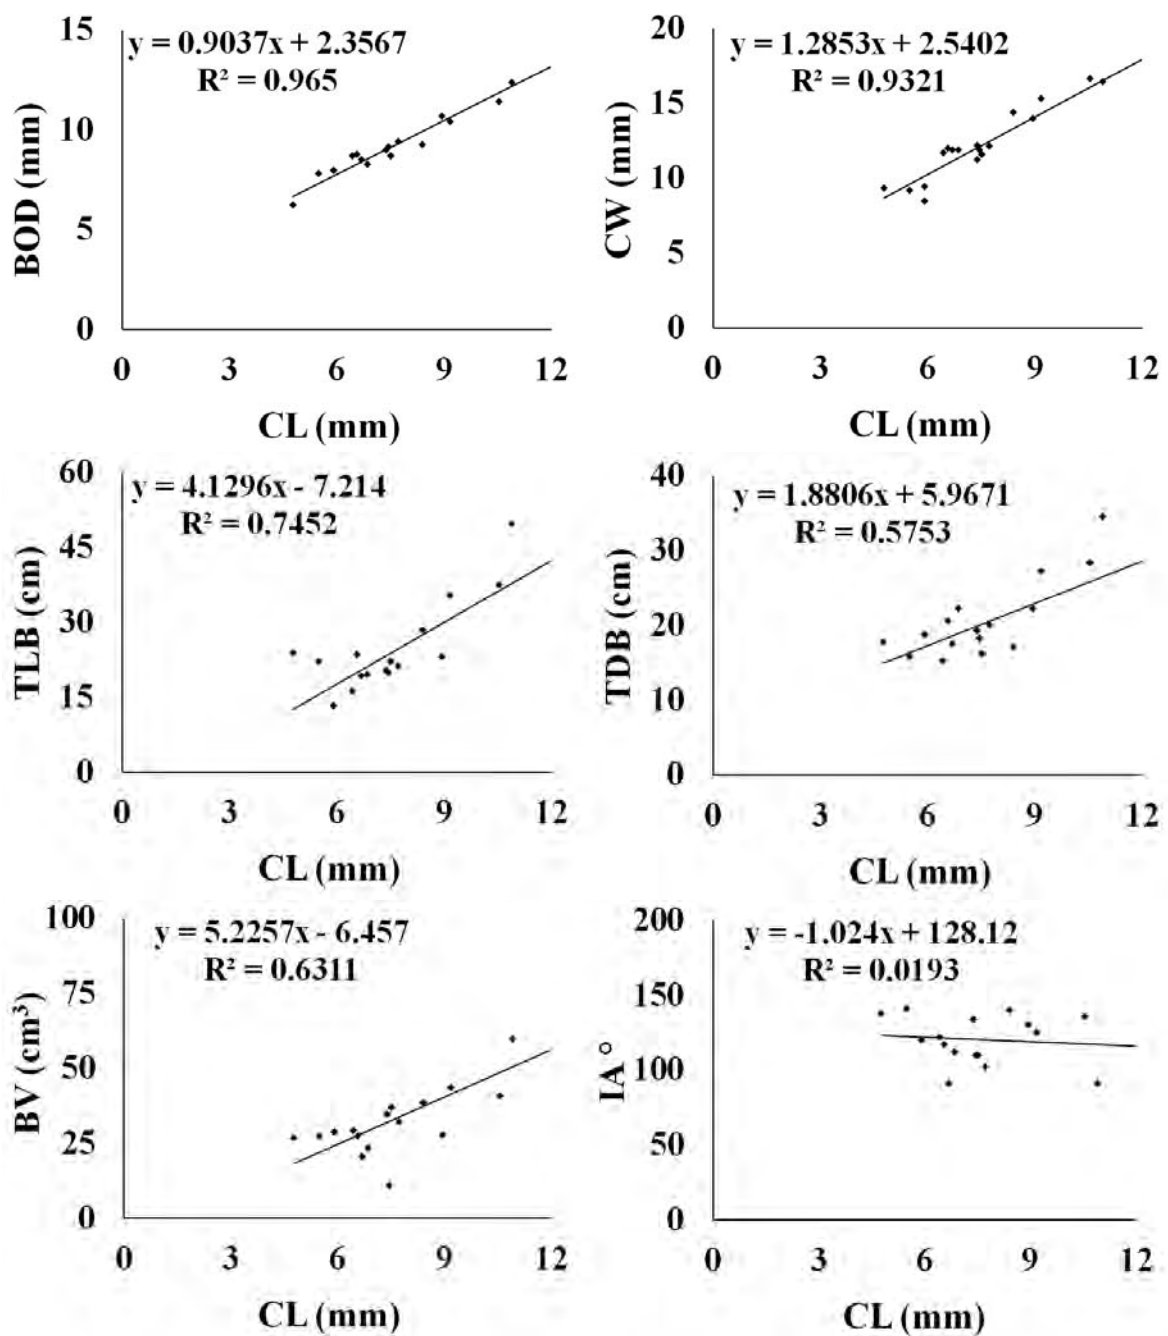 y = 0.9037x + 2.3567
R² = 0.965
15
10
5
0
BOD (mm)
0 3 6 9 12
CL (mm)
y = 1.2853x + 2.5402
R² = 0.9321
20
15
10
5
0
CW (mm)
0 3 6 9 12
CL (mm)
y = 4.1296x - 7.214
R² = 0.7452
60
45
30
15
0
TLB (cm)
0 3 6 9 12
CL (mm)
y = 1.8806x + 5.9671
R² = 0.5753
40
30
20
10
0
TDB (cm)
0 3 6 9 12
CL (mm)
y = 5.2257x - 6.457
R² = 0.6311
100
75
50
25
0
BV (cm³)
0 3 6 9 12
CL (mm)
y = -1.024x + 128.12
R² = 0.0193
200
150
100
50
0
IA°
0 3 6 9 12
CL (mm)